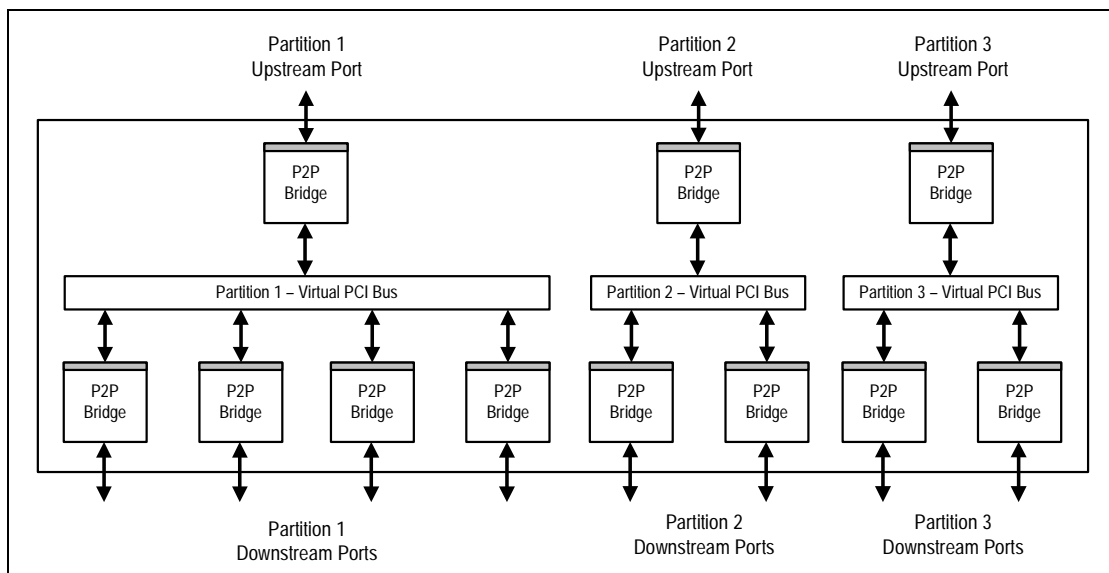 Partition 1
Upstream Port
Partition 2
Upstream Port
Partition 3
Upstream Port
P2P
Bridge
P2P
Bridge
P2P
Bridge
Partition 1 – Virtual PCI Bus
Partition 2 – Virtual PCI Bus
Partition 3 – Virtual PCI Bus
P2P
Bridge
P2P
Bridge
P2P
Bridge
P2P
Bridge
P2P
Bridge
P2P
Bridge
P2P
Bridge
P2P
Bridge
Partition 1
Downstream Ports
Partition 2
Downstream Ports
Partition 3
Downstream Ports